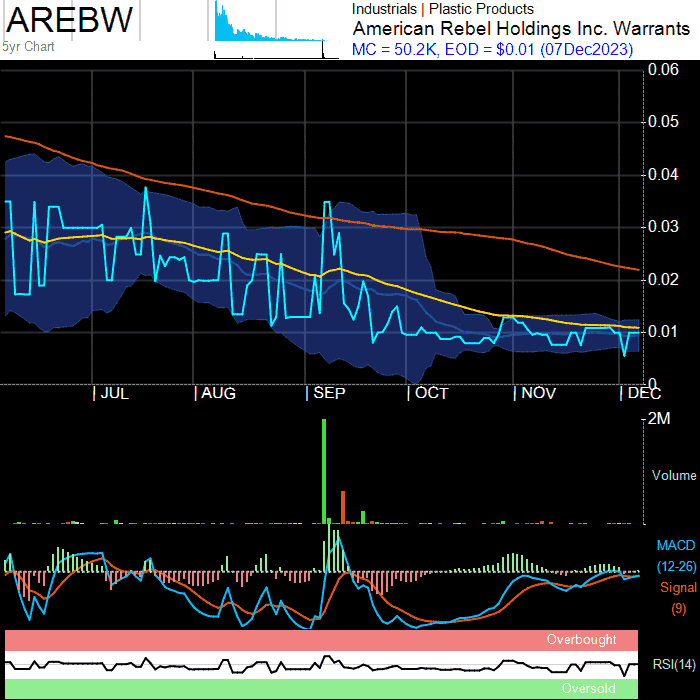 AREBW
5yr Chart
Industrials | Plastic Products
American Rebel Holdings Inc. Warrants
MC = 50.2K, EOD = $0.01 (07Dec2023)
0.06
0.05
0.04
0.03
0.02
0.01
0
| JUL | AUG | SEP | OCT | NOV | DEC
2M
Volume
MACD
(12-26)
Signal
(9)
Overbought
RSI(14)
Oversold